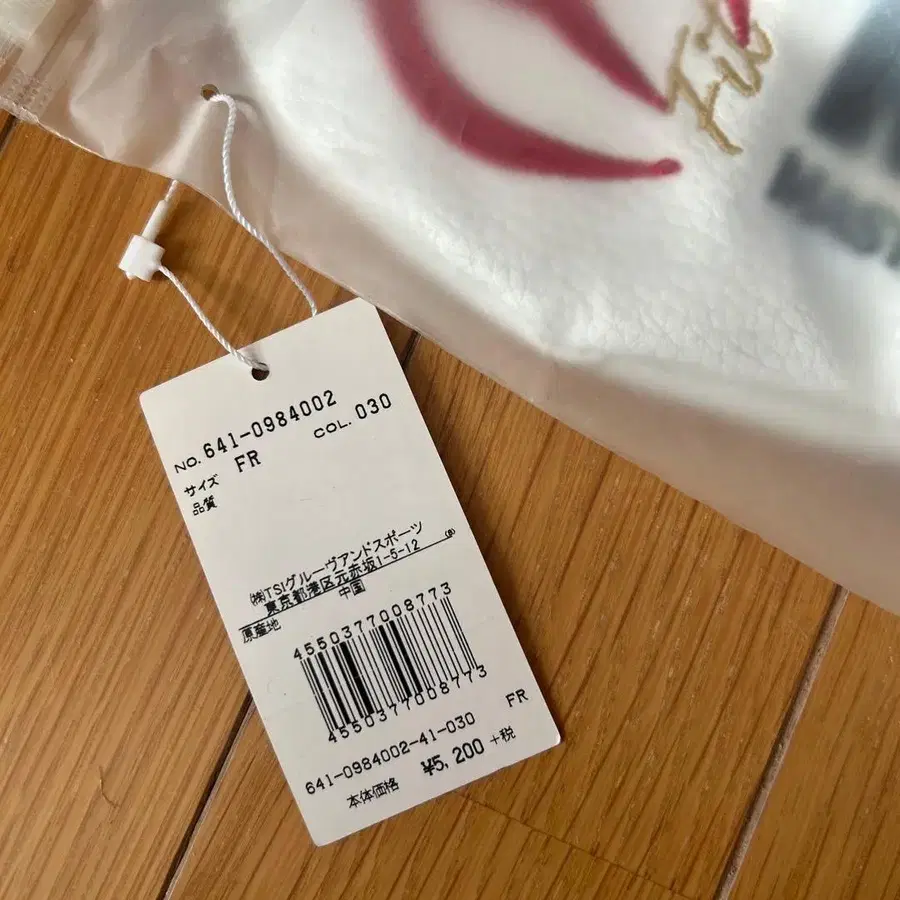 Fit
NO. 641-0984002
COL. 030
サイズ FR
品質
㈱TSIグルーヴアンドスポーツ
東京都港区元赤坂1-5-12
原産地 中国
4550377008773
4550377008773
641-0984002-41-030 FR
本体価格 ¥5,200 +税